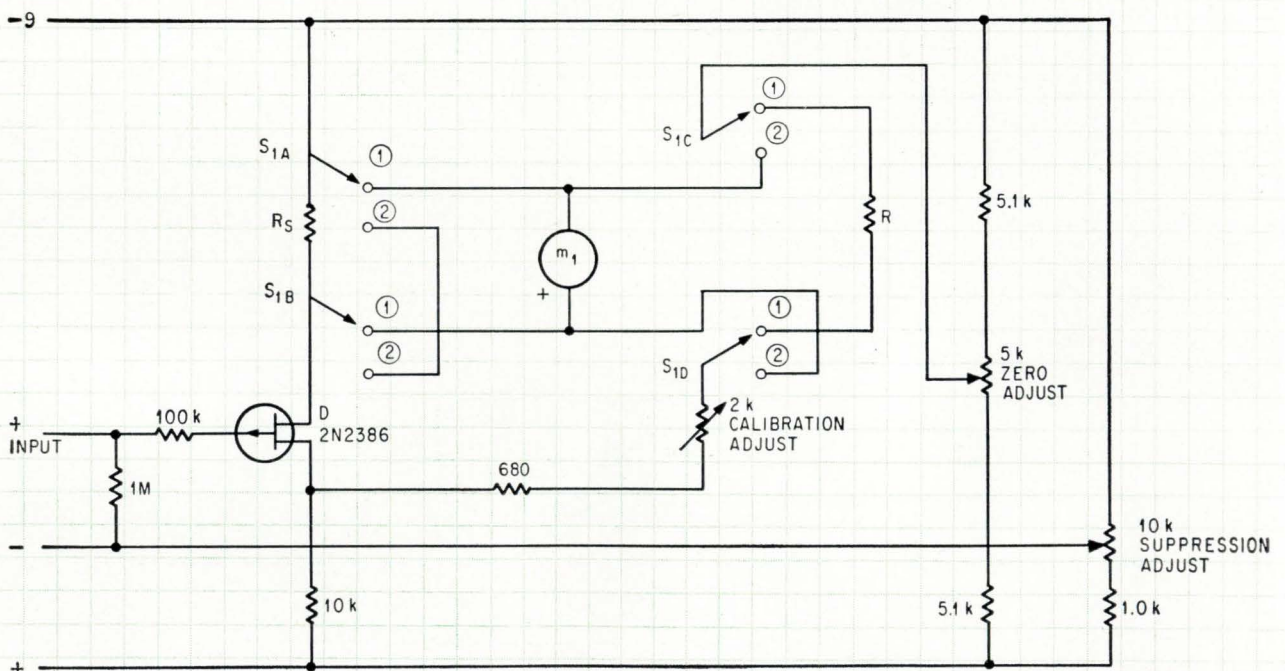 -9
①
S1C
②
S1A
①
5.1 k
②
RS
R
m1
+
S1B
①
①
②
②
S1D
5 k
ZERO
ADJUST
2 k
CALIBRATION
ADJUST
D
100 k
2N2386
+
INPUT
680
1M
-
10 k
SUPPRESSION
ADJUST
10 k
5.1 k
1.0 k
+